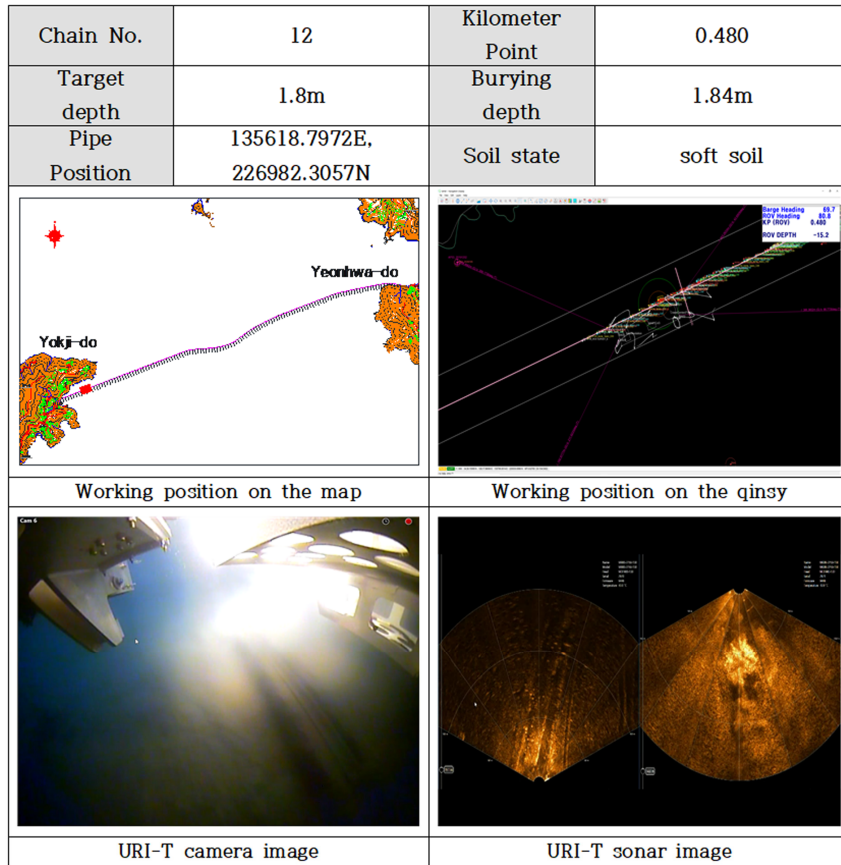 Chain No.
12
Kilometer
Point
0.480
Target
depth
1.8m
Burying
depth
1.84m
Pipe
Position
135618.7972E,
226982.3057N
Soil state
soft soil
Yeonhwa-do
Yokji-do
Barge Heading 69.7
ROV Heading 80.8
KP (ROV) 0.480
ROV DEPTH -15.2
Working position on the map
Working position on the qinsy
Cam 6
URI-T camera image
URI-T sonar image